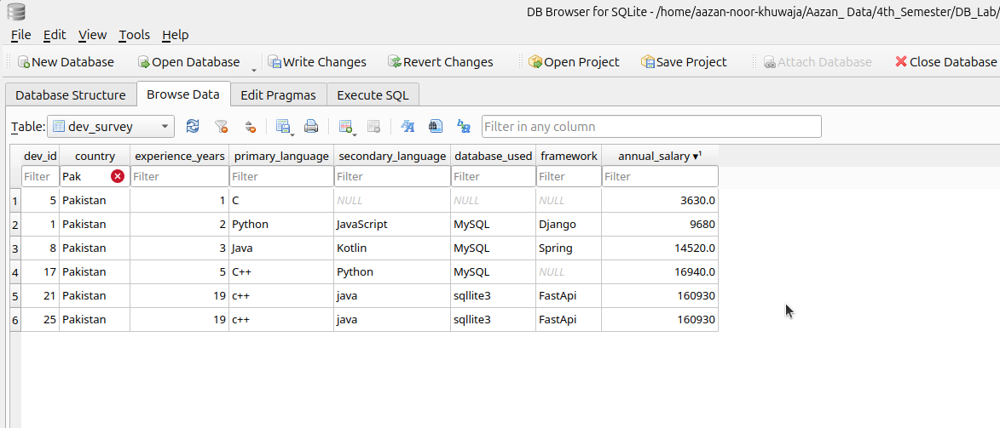 DB Browser for SQLite - /home/aazan-noor-khuwaja/Aazan_ Data/4th_Semester/DB_Lab/
File Edit View Tools Help
New Database Open Database Write Changes Revert Changes Open Project Save Project Attach Database Close Database
Database Structure Browse Data Edit Pragmas Execute SQL
Table: dev_survey Filter in any column
dev_id country experience_years primary_language secondary_language database_used framework annual_salary ▾1
Filter Pak Filter Filter Filter Filter Filter Filter
1 5 Pakistan 1 C NULL NULL NULL 3630.0
2 1 Pakistan 2 Python JavaScript MySQL Django 9680
3 8 Pakistan 3 Java Kotlin MySQL Spring 14520.0
4 17 Pakistan 5 C++ Python MySQL NULL 16940.0
5 21 Pakistan 19 c++ java sqllite3 FastApi 160930
6 25 Pakistan 19 c++ java sqllite3 FastApi 160930